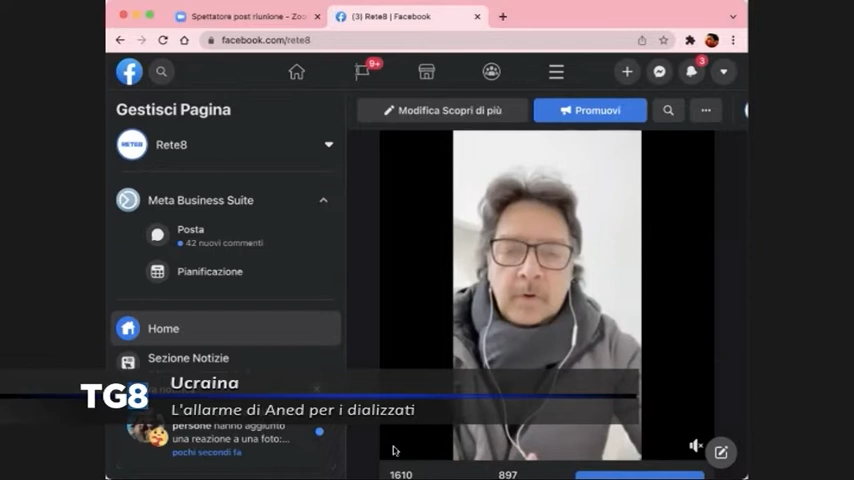 Spettatore post riunione - Zoo
(3) Rete8 | Facebook
facebook.com/rete8
9+
3
Gestisci Pagina
Modifica Scopri di più
Promuovi
RETE8
Rete8
Meta Business Suite
Posta
42 nuovi commenti
Pianificazione
Home
Sezione Notizie
TG8
Ucraina
L'allarme di Aned per i dializzati
persone hanno aggiunto
una reazione a una foto:...
pochi secondi fa
1610
897